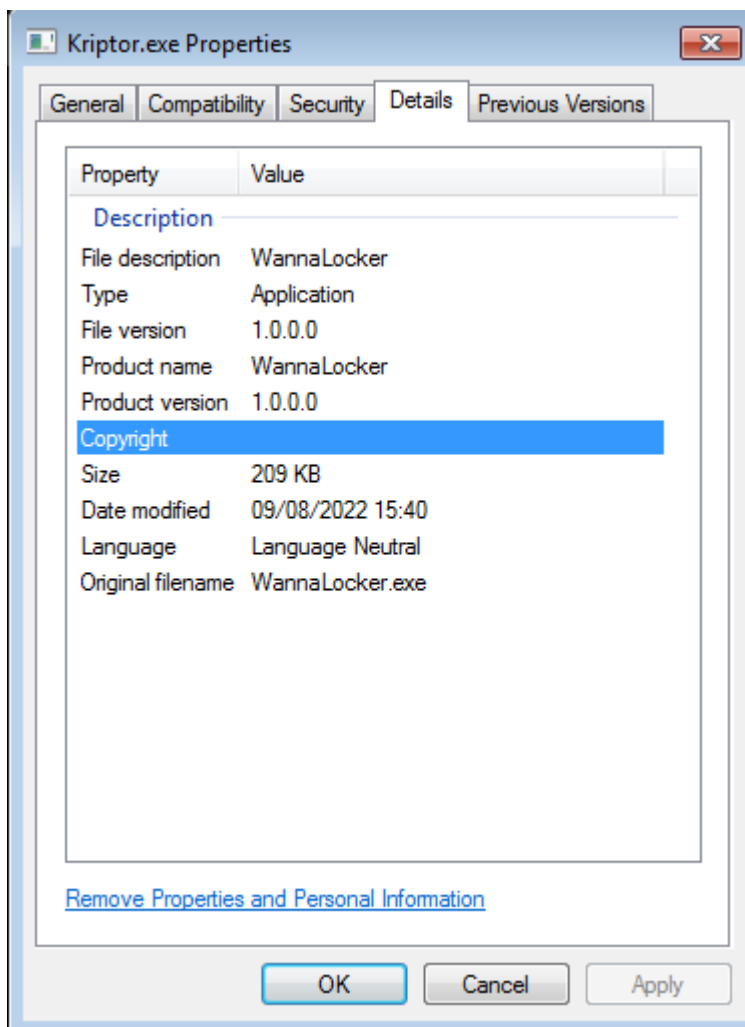 Kriptor.exe Properties
General Compatibility Security Details Previous Versions
Property Value
Description
File description WannaLocker
Type Application
File version 1.0.0.0
Product name WannaLocker
Product version 1.0.0.0
Copyright
Size 209 KB
Date modified 09/08/2022 15:40
Language Language Neutral
Original filename WannaLocker.exe
Remove Properties and Personal Information
OK Cancel Apply